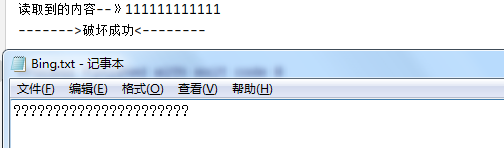 读取到的内容--》111111111111
------->破坏成功<--------
Bing.txt - 记事本
文件(F) 编辑(E) 格式(O) 查看(V) 帮助(H)
??????????????????????